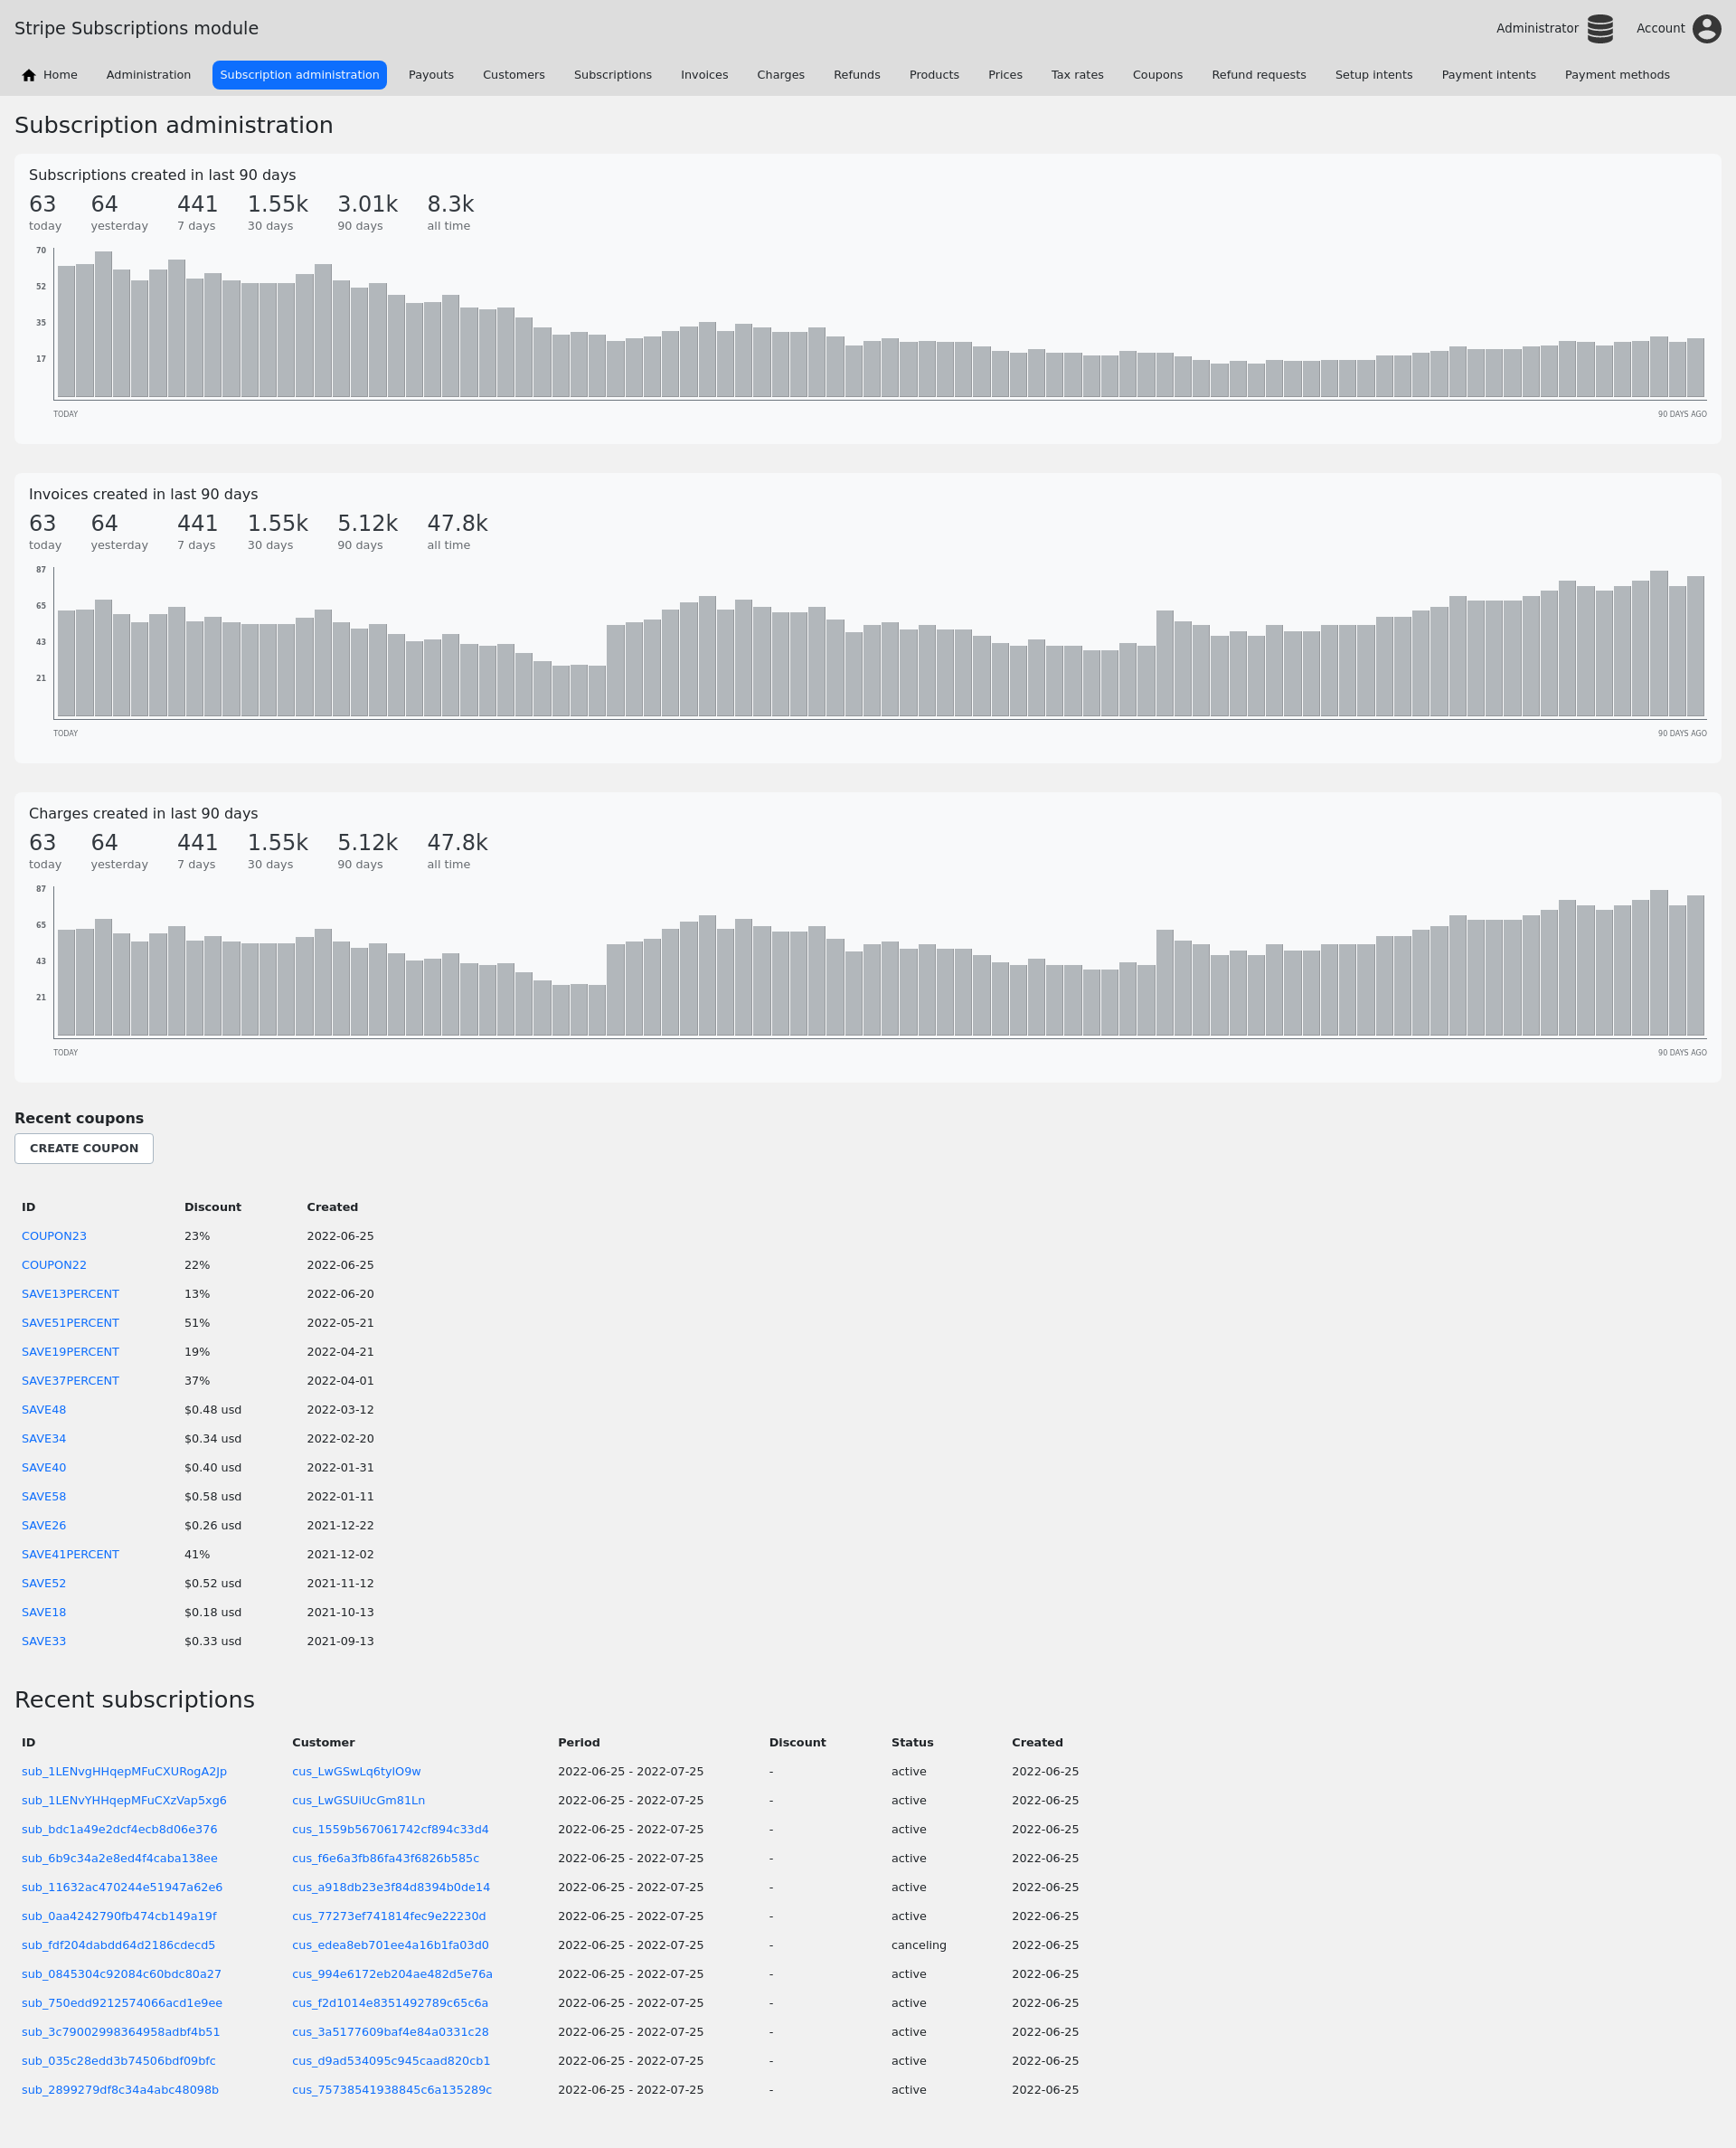 Stripe Subscriptions module
Administrator Account
Home Administration Subscription administration Payouts Customers Subscriptions Invoices Charges Refunds Products Prices Tax rates Coupons Refund requests Setup intents Payment intents Payment methods
Subscription administration
Subscriptions created in last 90 days
63 64 441 1.55k 3.01k 8.3k
today yesterday 7 days 30 days 90 days all time
70
52
35
17
TODAY 90 DAYS AGO
Invoices created in last 90 days
63 64 441 1.55k 5.12k 47.8k
today yesterday 7 days 30 days 90 days all time
87
65
43
21
TODAY 90 DAYS AGO
Charges created in last 90 days
63 64 441 1.55k 5.12k 47.8k
today yesterday 7 days 30 days 90 days all time
87
65
43
21
TODAY 90 DAYS AGO
Recent coupons
CREATE COUPON
ID Discount Created
COUPON23 23% 2022-06-25
COUPON22 22% 2022-06-25
SAVE13PERCENT 13% 2022-06-20
SAVE51PERCENT 51% 2022-05-21
SAVE19PERCENT 19% 2022-04-21
SAVE37PERCENT 37% 2022-04-01
SAVE48 $0.48 usd 2022-03-12
SAVE34 $0.34 usd 2022-02-20
SAVE40 $0.40 usd 2022-01-31
SAVE58 $0.58 usd 2022-01-11
SAVE26 $0.26 usd 2021-12-22
SAVE41PERCENT 41% 2021-12-02
SAVE52 $0.52 usd 2021-11-12
SAVE18 $0.18 usd 2021-10-13
SAVE33 $0.33 usd 2021-09-13
Recent subscriptions
ID Customer Period Discount Status Created
sub_1LENvgHHqepMFuCXURogA2Jp cus_LwGSwLq6tylO9w 2022-06-25 - 2022-07-25 - active 2022-06-25
sub_1LENvYHHqepMFuCXzVap5xg6 cus_LwGSUiUcGm81Ln 2022-06-25 - 2022-07-25 - active 2022-06-25
sub_bdc1a49e2dcf4ecb8d06e376 cus_1559b567061742cf894c33d4 2022-06-25 - 2022-07-25 - active 2022-06-25
sub_6b9c34a2e8ed4f4caba138ee cus_f6e6a3fb86fa43f6826b585c 2022-06-25 - 2022-07-25 - active 2022-06-25
sub_11632ac470244e51947a62e6 cus_a918db23e3f84d8394b0de14 2022-06-25 - 2022-07-25 - active 2022-06-25
sub_0aa4242790fb474cb149a19f cus_77273ef741814fec9e22230d 2022-06-25 - 2022-07-25 - active 2022-06-25
sub_fdf204dabdd64d2186cdecd5 cus_edea8eb701ee4a16b1fa03d0 2022-06-25 - 2022-07-25 - canceling 2022-06-25
sub_0845304c92084c60bdc80a27 cus_994e6172eb204ae482d5e76a 2022-06-25 - 2022-07-25 - active 2022-06-25
sub_750edd9212574066acd1e9ee cus_f2d1014e8351492789c65c6a 2022-06-25 - 2022-07-25 - active 2022-06-25
sub_3c79002998364958adbf4b51 cus_3a5177609baf4e84a0331c28 2022-06-25 - 2022-07-25 - active 2022-06-25
sub_035c28edd3b74506bdf09bfc cus_d9ad534095c945caad820cb1 2022-06-25 - 2022-07-25 - active 2022-06-25
sub_2899279df8c34a4abc48098b cus_75738541938845c6a135289c 2022-06-25 - 2022-07-25 - active 2022-06-25